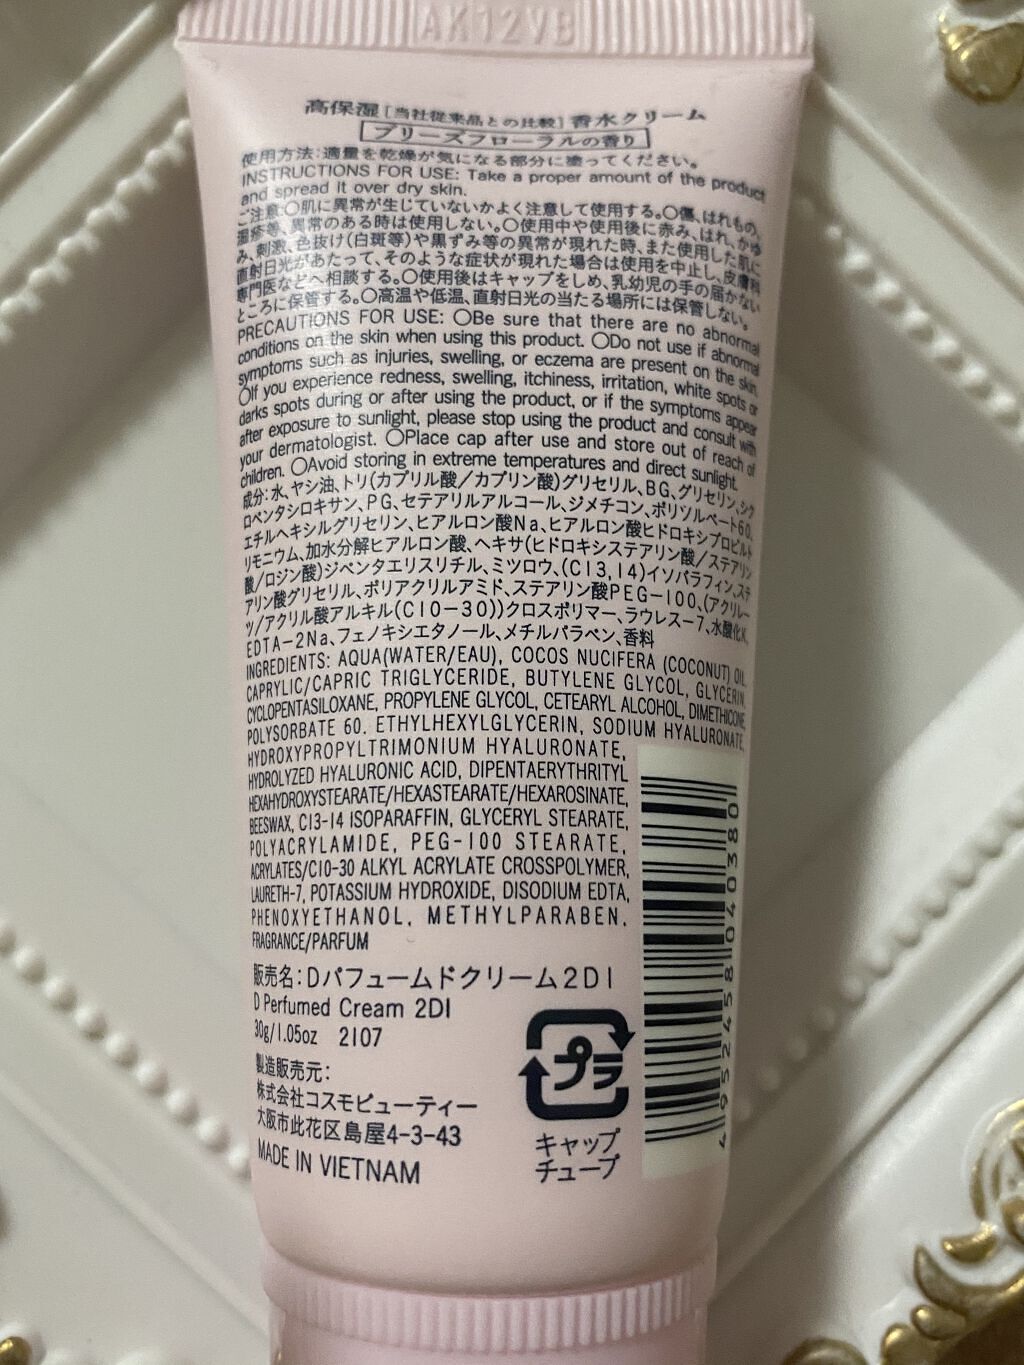 AK12VB
高保湿[当社従来品との比較]香水クリーム
ブリーズフローラルの香り
使用方法:適量を乾燥が気になる部分に塗ってください。
INSTRUCTIONS FOR USE: Take a proper amount of the product
and spread it over dry skin.
ご注意:○肌に異常が生じていないかよく注意して使用する。○傷、はれもの、
湿疹等、異常のある時は使用しない。○使用中や使用後に赤み、はれ、かゆ
み、刺激、色抜け(白斑等)や黒ずみ等の異常が現れた時、また使用した肌に
直射日光があたって、そのような症状が現れた場合は使用を中止し、皮膚科
専門医などへ相談する。○使用後はキャップをしめ、乳幼児の手の届かない
ところに保管する。○高温や低温、直射日光の当たる場所には保管しない。
PRECAUTIONS FOR USE: ○Be sure that there are no abnormal
conditions on the skin when using this product. ○Do not use if abnormal
symptoms such as injuries, swelling, or eczema are present on the skin.
○If you experience redness, swelling, itchiness, irritation, white spots or
darks spots during or after using the product, or if the symptoms appear
after exposure to sunlight, please stop using the product and consult with
your dermatologist. ○Place cap after use and store out of reach of
children. ○Avoid storing in extreme temperatures and direct sunlight.
成分:水、ヤシ油、トリ(カプリル酸/カプリン酸)グリセリル、BG、グリセリン、シク
ロペンタシロキサン、PG、セテアリルアルコール、ジメチコン、ポリソルベート60、
エチルヘキシルグリセリン、ヒアルロン酸Na、ヒアルロン酸ヒドロキシプロピルト
リモニウム、加水分解ヒアルロン酸、ヘキサ(ヒドロキシステアリン酸/ステアリン
酸/ロジン酸)ジペンタエリスリチル、ミツロウ、(C13,14)イソパラフィン、ステ
アリン酸グリセリル、ポリアクリルアミド、ステアリン酸PEG-100、(アクリレー
ツ/アクリル酸アルキル(C10-30))クロスポリマー、ラウレス-7、水酸化K、
EDTA-2Na、フェノキシエタノール、メチルパラベン、香料
INGREDIENTS: AQUA(WATER/EAU), COCOS NUCIFERA (COCONUT) OIL,
CAPRYLIC/CAPRIC TRIGLYCERIDE, BUTYLENE GLYCOL, GLYCERIN,
CYCLOPENTASILOXANE, PROPYLENE GLYCOL, CETEARYL ALCOHOL, DIMETHICONE,
POLYSORBATE 60, ETHYLHEXYLGLYCERIN, SODIUM HYALURONATE,
HYDROXYPROPYLTRIMONIUM HYALURONATE,
HYDROLYZED HYALURONIC ACID, DIPENTAERYTHRITYL
HEXAHYDROXYSTEARATE/HEXASTEARATE/HEXAROSINATE,
BEESWAX, C13-14 ISOPARAFFIN, GLYCERYL STEARATE,
POLYACRYLAMIDE, PEG-100 STEARATE,
ACRYLATES/C10-30 ALKYL ACRYLATE CROSSPOLYMER,
LAURETH-7, POTASSIUM HYDROXIDE, DISODIUM EDTA,
PHENOXYETHANOL, METHYLPARABEN,
FRAGRANCE/PARFUM
販売名:Dパフュームドクリーム2DI
D Perfumed Cream 2DI
30g/1.05oz 2107
製造販売元:
株式会社コスモビューティー
大阪市此花区島屋4-3-43
MADE IN VIETNAM
プラ
キャップ
チューブ
4952458040380